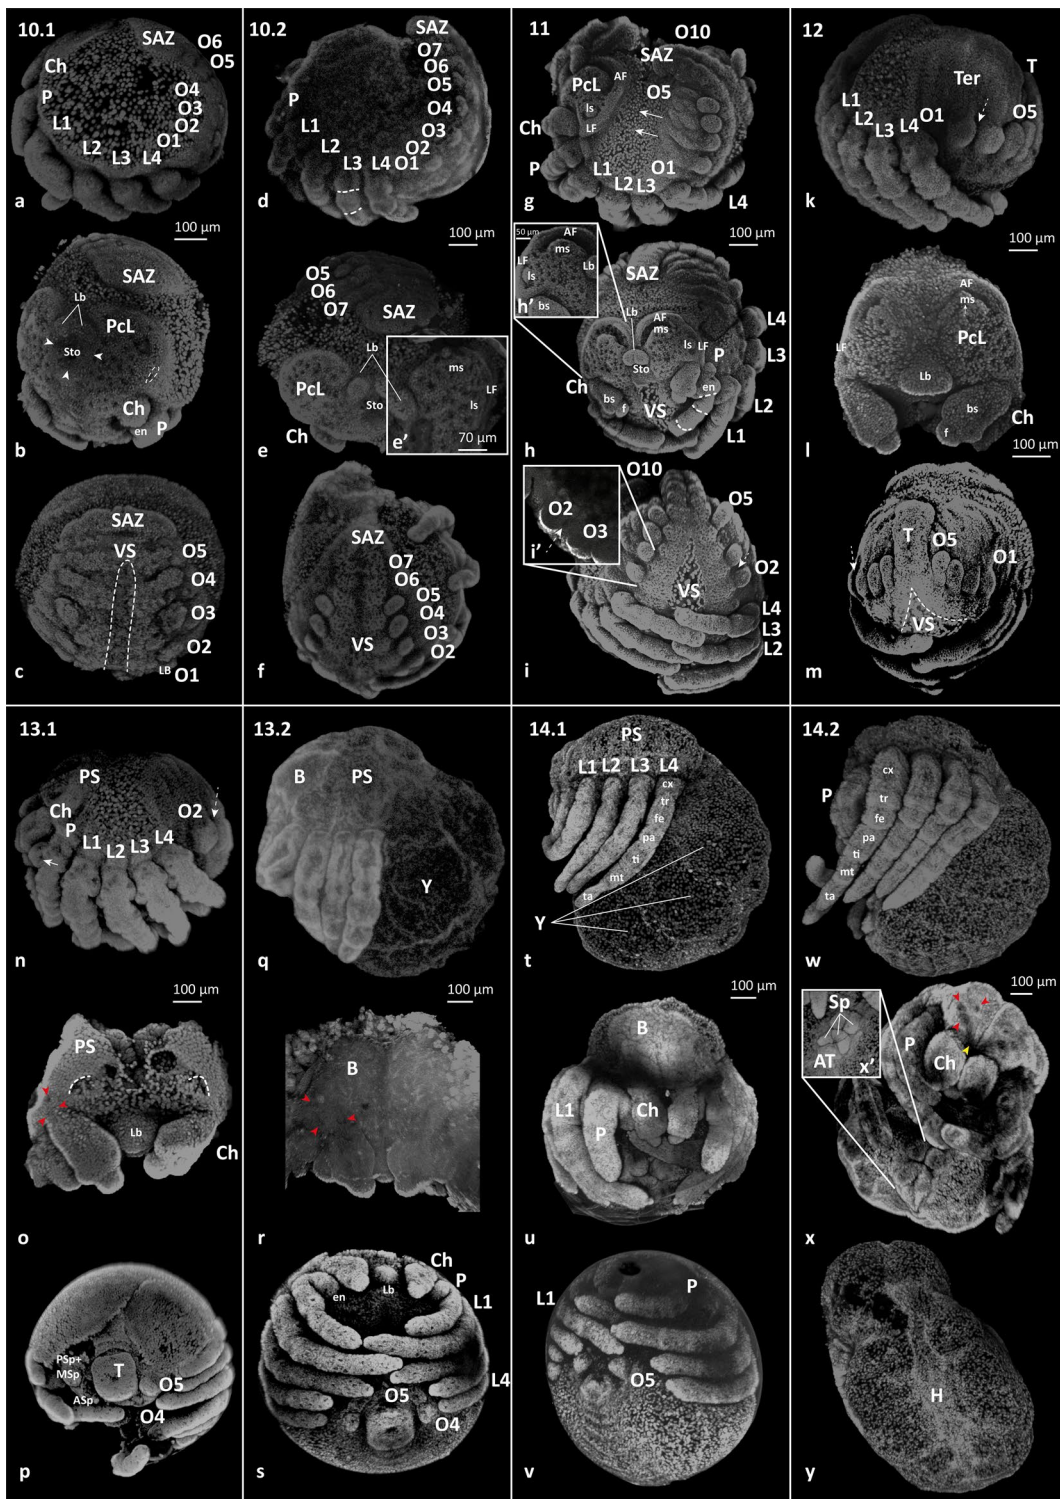 10.1
SAZ
O6
O5
Ch
P
L1
L2
L3
L4
O1
O2
O3
O4
a
100 µm
SAZ
Lb
PcL
Sto
Ch
en
P
b
SAZ
VS
O5
O4
O3
O2
LB
O1
c
10.2
SAZ
O7
O6
O5
O4
O3
O2
O1
P
L1
L2
L3
L4
d
100 µm
O5
O6
O7
SAZ
Lb
PcL
Sto
Ch
ms
LF
ls
e'
70 µm
e
SAZ
O7
O6
O5
O4
O3
O2
VS
f
11
O10
SAZ
PcL
AF
O5
ls
LF
Ch
P
L1
L2
L3
O1
L4
g
100 µm
50 µm
AF
ms
LF
ls
Lb
bs
h'
SAZ
Lb
AF
ms
ls
LF
P
Sto
Ch
bs
f
VS
en
L4
L3
L2
L1
h
O10
O5
O2
O3
i'
O2
VS
L4
L3
L2
i
12
Ter
T
L1
L2
L3
L4
O1
O5
k
100 µm
AF
ms
PcL
LF
Lb
bs
f
Ch
100 µm
l
T
O5
O1
VS
m
13.1
PS
Ch
P
L1
L2
L3
L4
O2
n
100 µm
PS
Lb
Ch
o
PSp+
MSp
T
O5
ASp
O4
p
13.2
B
PS
Y
q
100 µm
B
r
Ch
P
en
Lb
L1
L4
O5
O4
s
14.1
PS
L1
L2
L3
L4
cx
tr
fe
pa
ti
mt
ta
Y
t
100 µm
B
L1
P
Ch
u
L1
P
O5
v
14.2
P
cx
tr
fe
pa
ti
mt
ta
w
100 µm
Sp
AT
x'
P
Ch
x
H
y